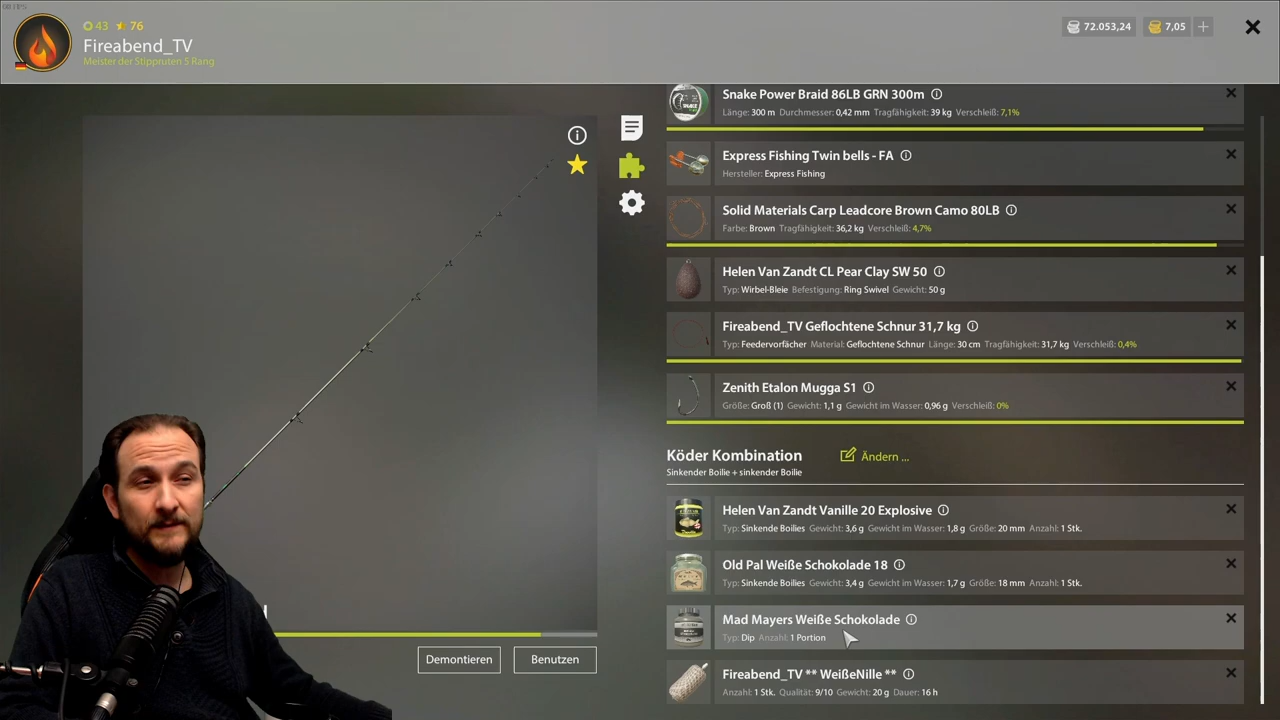 60 FPS
43 76
Fireabend_TV
Meister der Stippruten 5 Rang
72.053,24
7,05
Snake Power Braid 86LB GRN 300m
Länge: 300 m Durchmesser: 0,42 mm Tragfähigkeit: 39 kg Verschleiß: 7,1%
Express Fishing Twin bells - FA
Hersteller: Express Fishing
Solid Materials Carp Leadcore Brown Camo 80LB
Farbe: Brown Tragfähigkeit: 36,2 kg Verschleiß: 4,7%
Helen Van Zandt CL Pear Clay SW 50
Typ: Wirbel-Bleie Befestigung: Ring Swivel Gewicht: 50 g
Fireabend_TV Geflochtene Schnur 31,7 kg
Typ: Feedervorfächer Material: Geflochtene Schnur Länge: 30 cm Tragfähigkeit: 31,7 kg Verschleiß: 0,4%
Zenith Etalon Mugga S1
Größe: Groß (1) Gewicht: 1,1 g Gewicht im Wasser: 0,96 g Verschleiß: 0%
Köder Kombination
Ändern ...
Sinkender Boilie + sinkender Boilie
Helen Van Zandt Vanille 20 Explosive
Typ: Sinkende Boilies Gewicht: 3,6 g Gewicht im Wasser: 1,8 g Größe: 20 mm Anzahl: 1 Stk.
Old Pal Weiße Schokolade 18
Typ: Sinkende Boilies Gewicht: 3,4 g Gewicht im Wasser: 1,7 g Größe: 18 mm Anzahl: 1 Stk.
Mad Mayers Weiße Schokolade
Typ: Dip Anzahl: 1 Portion
Fireabend_TV ** WeißeNille **
Anzahl: 1 Stk. Qualität: 9/10 Gewicht: 20 g Dauer: 16 h
Demontieren
Benutzen